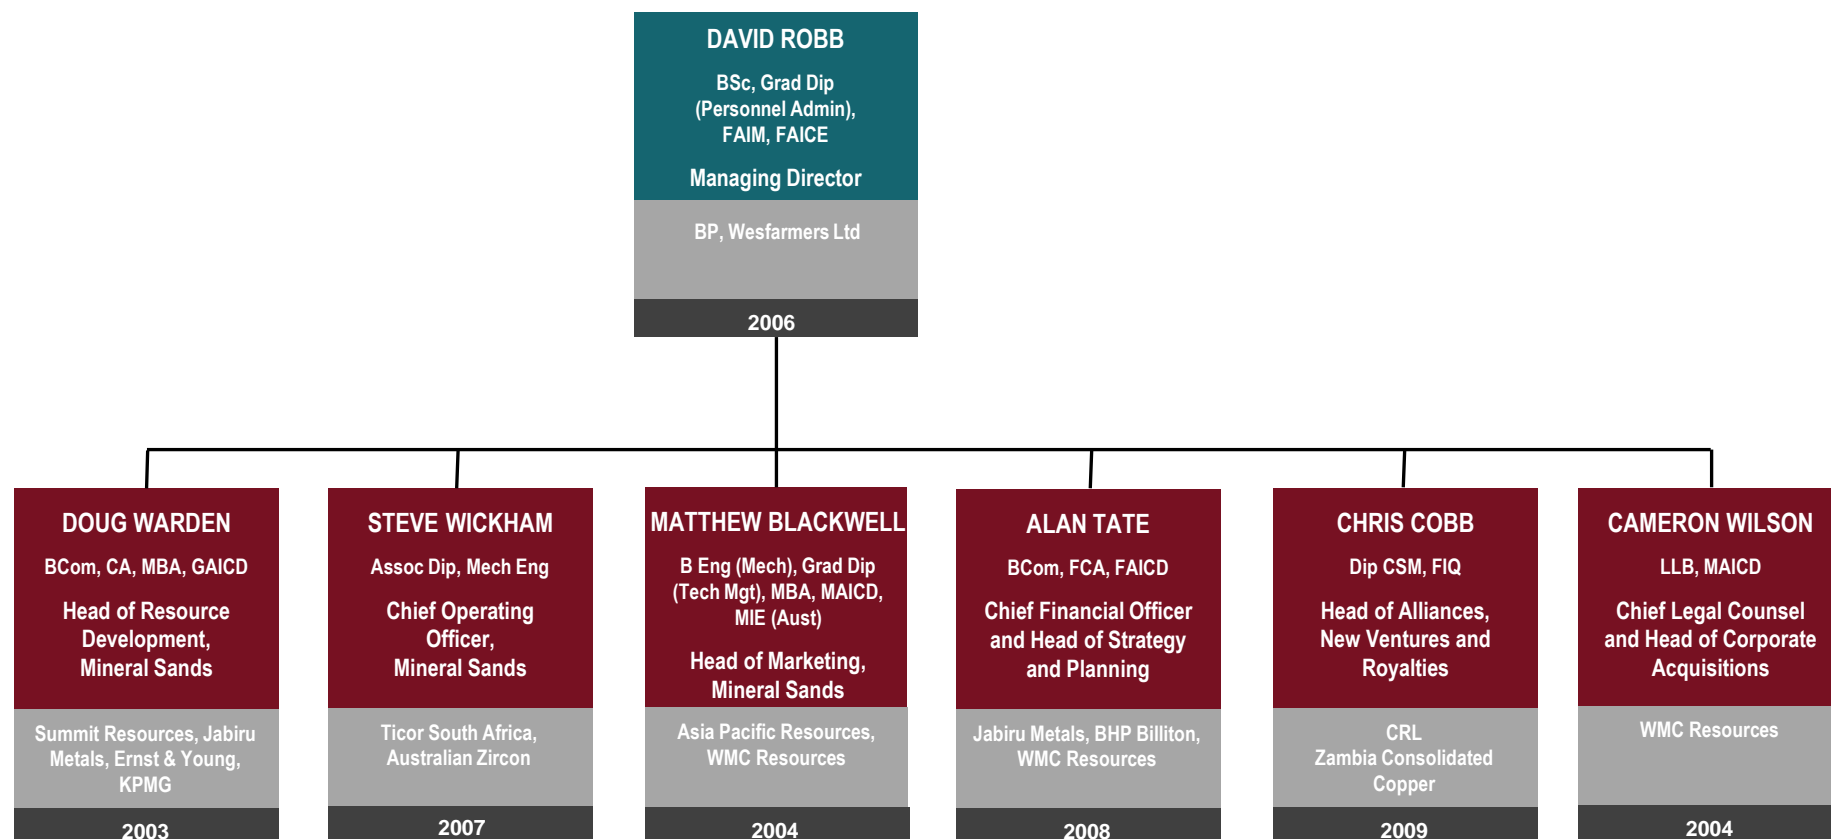 DAVID ROBB
BSc, Grad Dip
(Personnel Admin),
FAIM, FAICE
Managing Director
BP, Wesfarmers Ltd
2006
DOUG WARDEN
BCom, CA, MBA, GAICD
Head of Resource
Development,
Mineral Sands
Summit Resources, Jabiru
Metals, Ernst & Young,
KPMG
2003
STEVE WICKHAM
Assoc Dip, Mech Eng
Chief Operating
Officer,
Mineral Sands
Ticor South Africa,
Australian Zircon
2007
MATTHEW BLACKWELL
B Eng (Mech), Grad Dip
(Tech Mgt), MBA, MAICD,
MIE (Aust)
Head of Marketing,
Mineral Sands
Asia Pacific Resources,
WMC Resources
2004
ALAN TATE
BCom, FCA, FAICD
Chief Financial Officer
and Head of Strategy
and Planning
Jabiru Metals, BHP Billiton,
WMC Resources
2008
CHRIS COBB
Dip CSM, FIQ
Head of Alliances,
New Ventures and
Royalties
CRL
Zambia Consolidated
Copper
2009
CAMERON WILSON
LLB, MAICD
Chief Legal Counsel
and Head of Corporate
Acquisitions
WMC Resources
2004